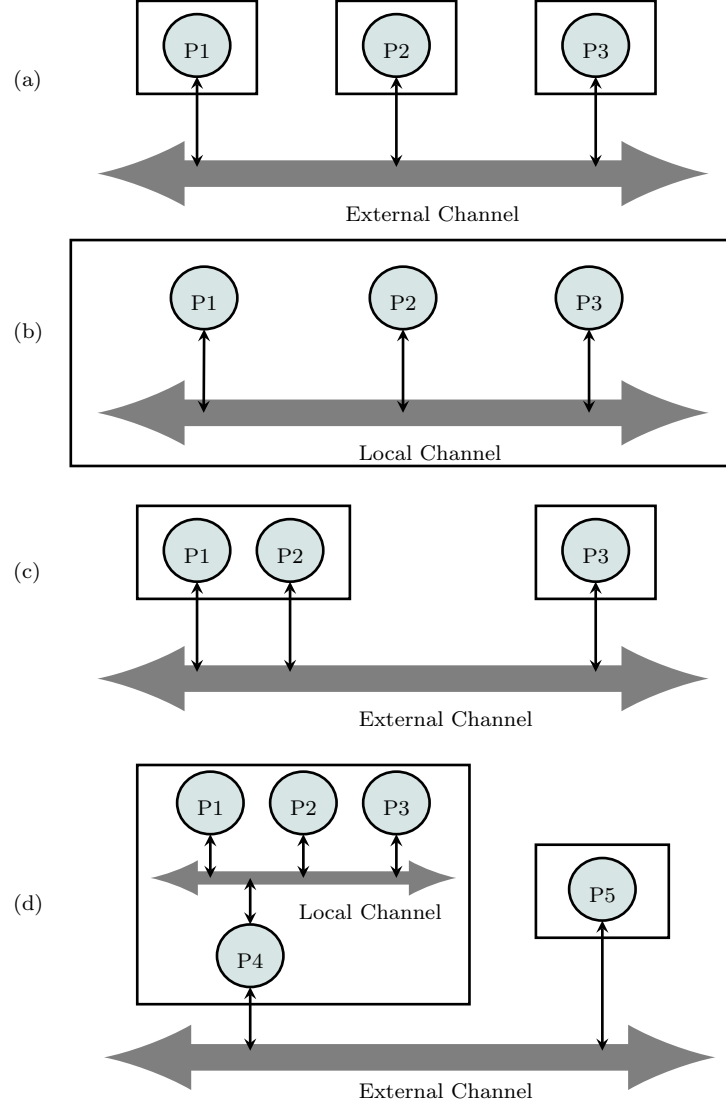 (a)
P1 P2 P3
External Channel
(b)
P1 P2 P3
Local Channel
(c)
P1 P2 P3
External Channel
(d)
P1 P2 P3
P5
Local Channel
P4
External Channel